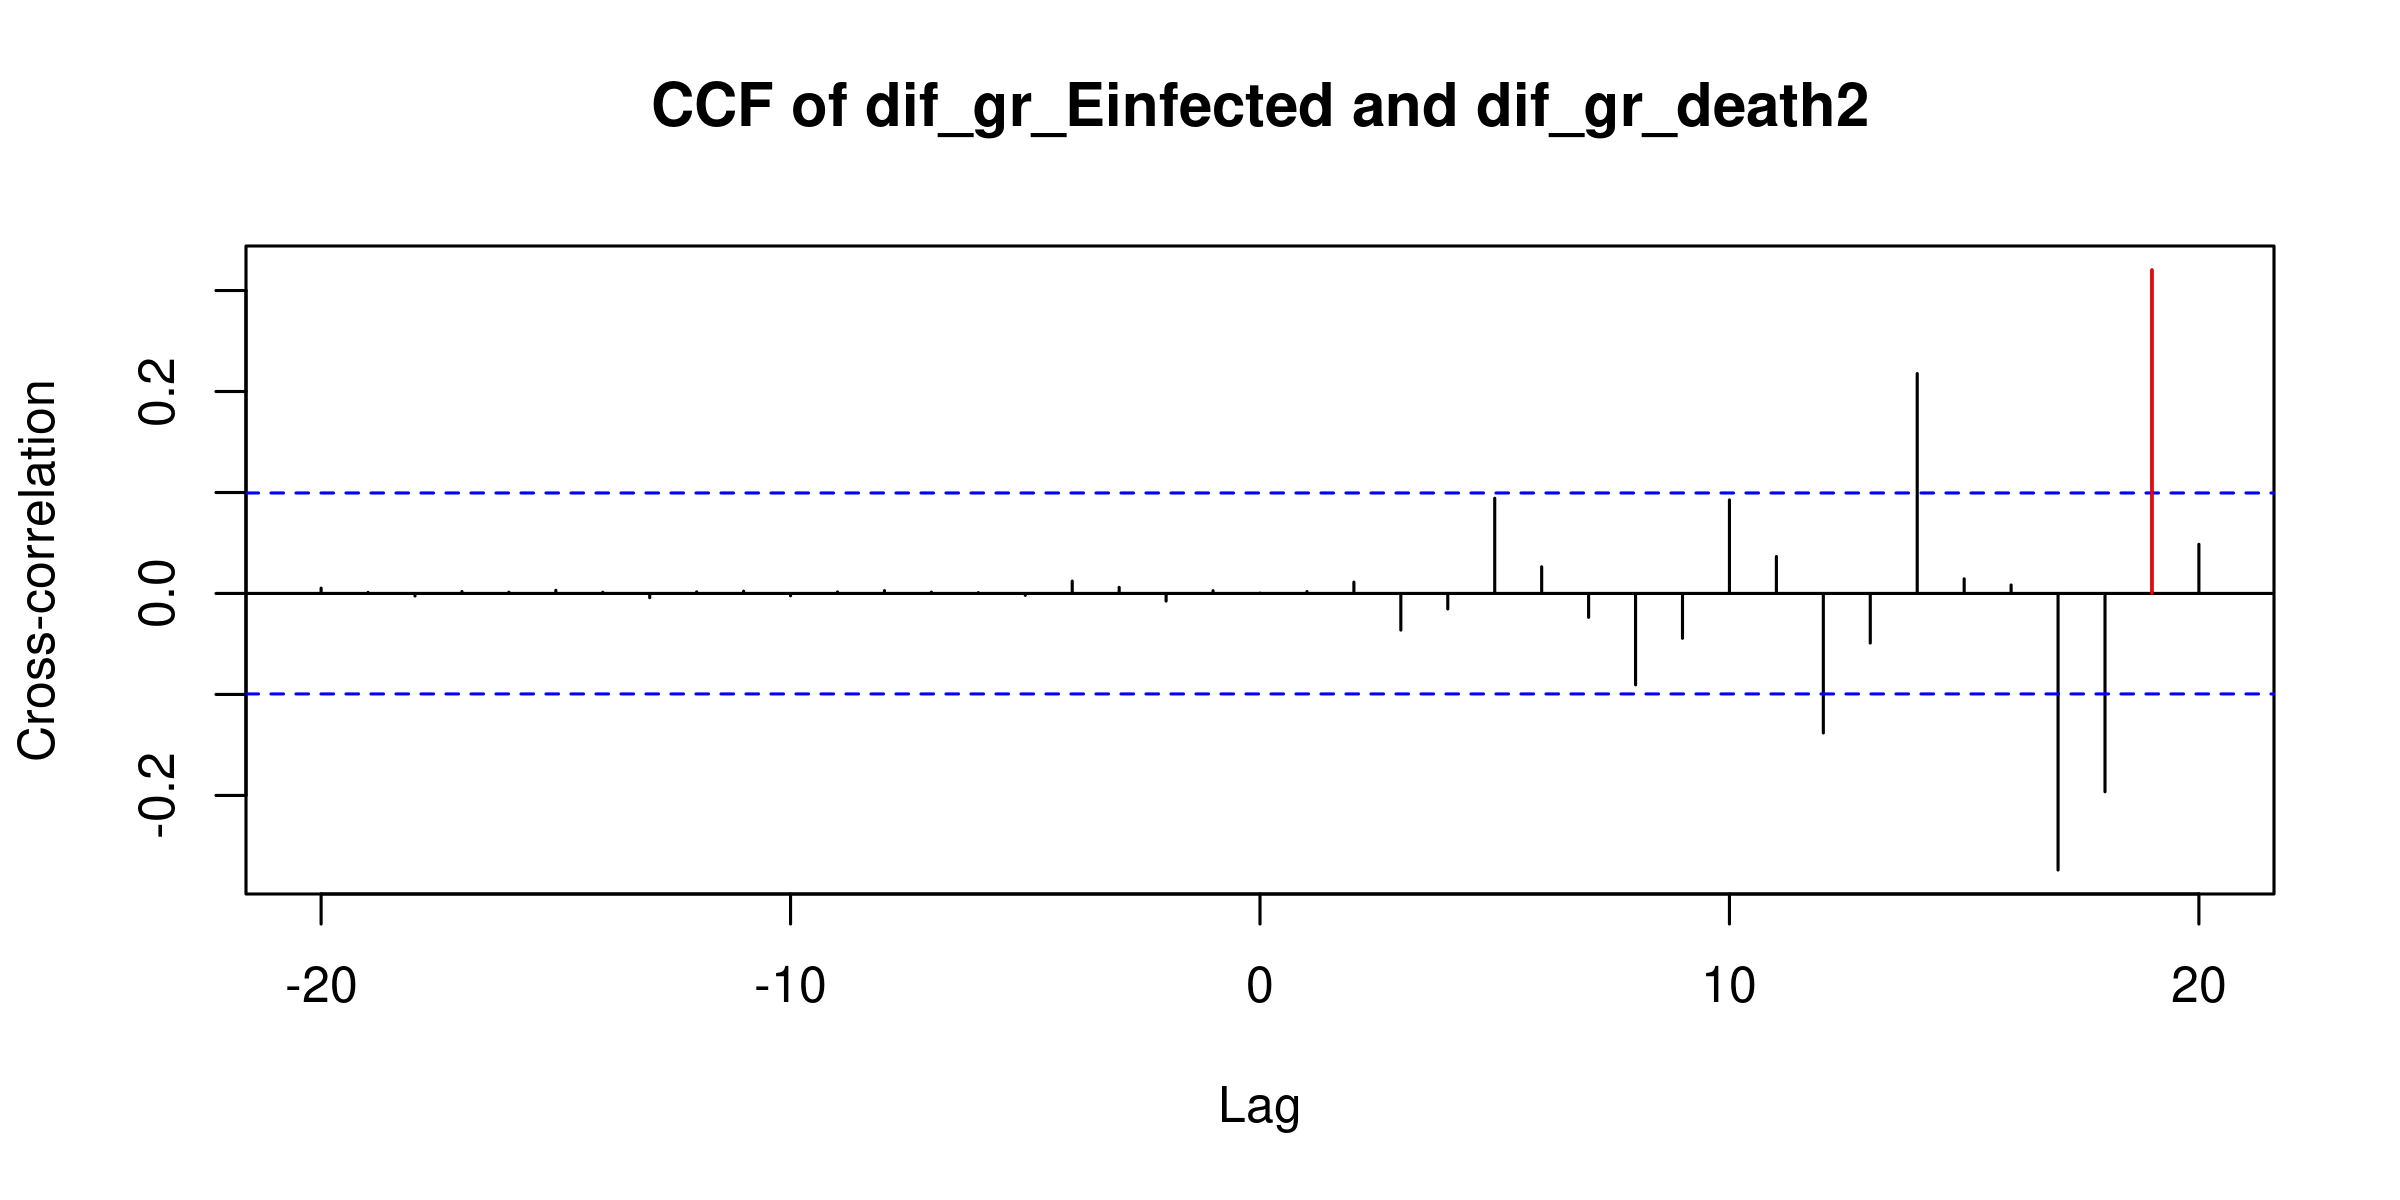 CCF of dif_gr_Einfected and dif_gr_death2
Cross-correlation
0.2
0.0
-0.2
-20 -10 0 10 20
Lag